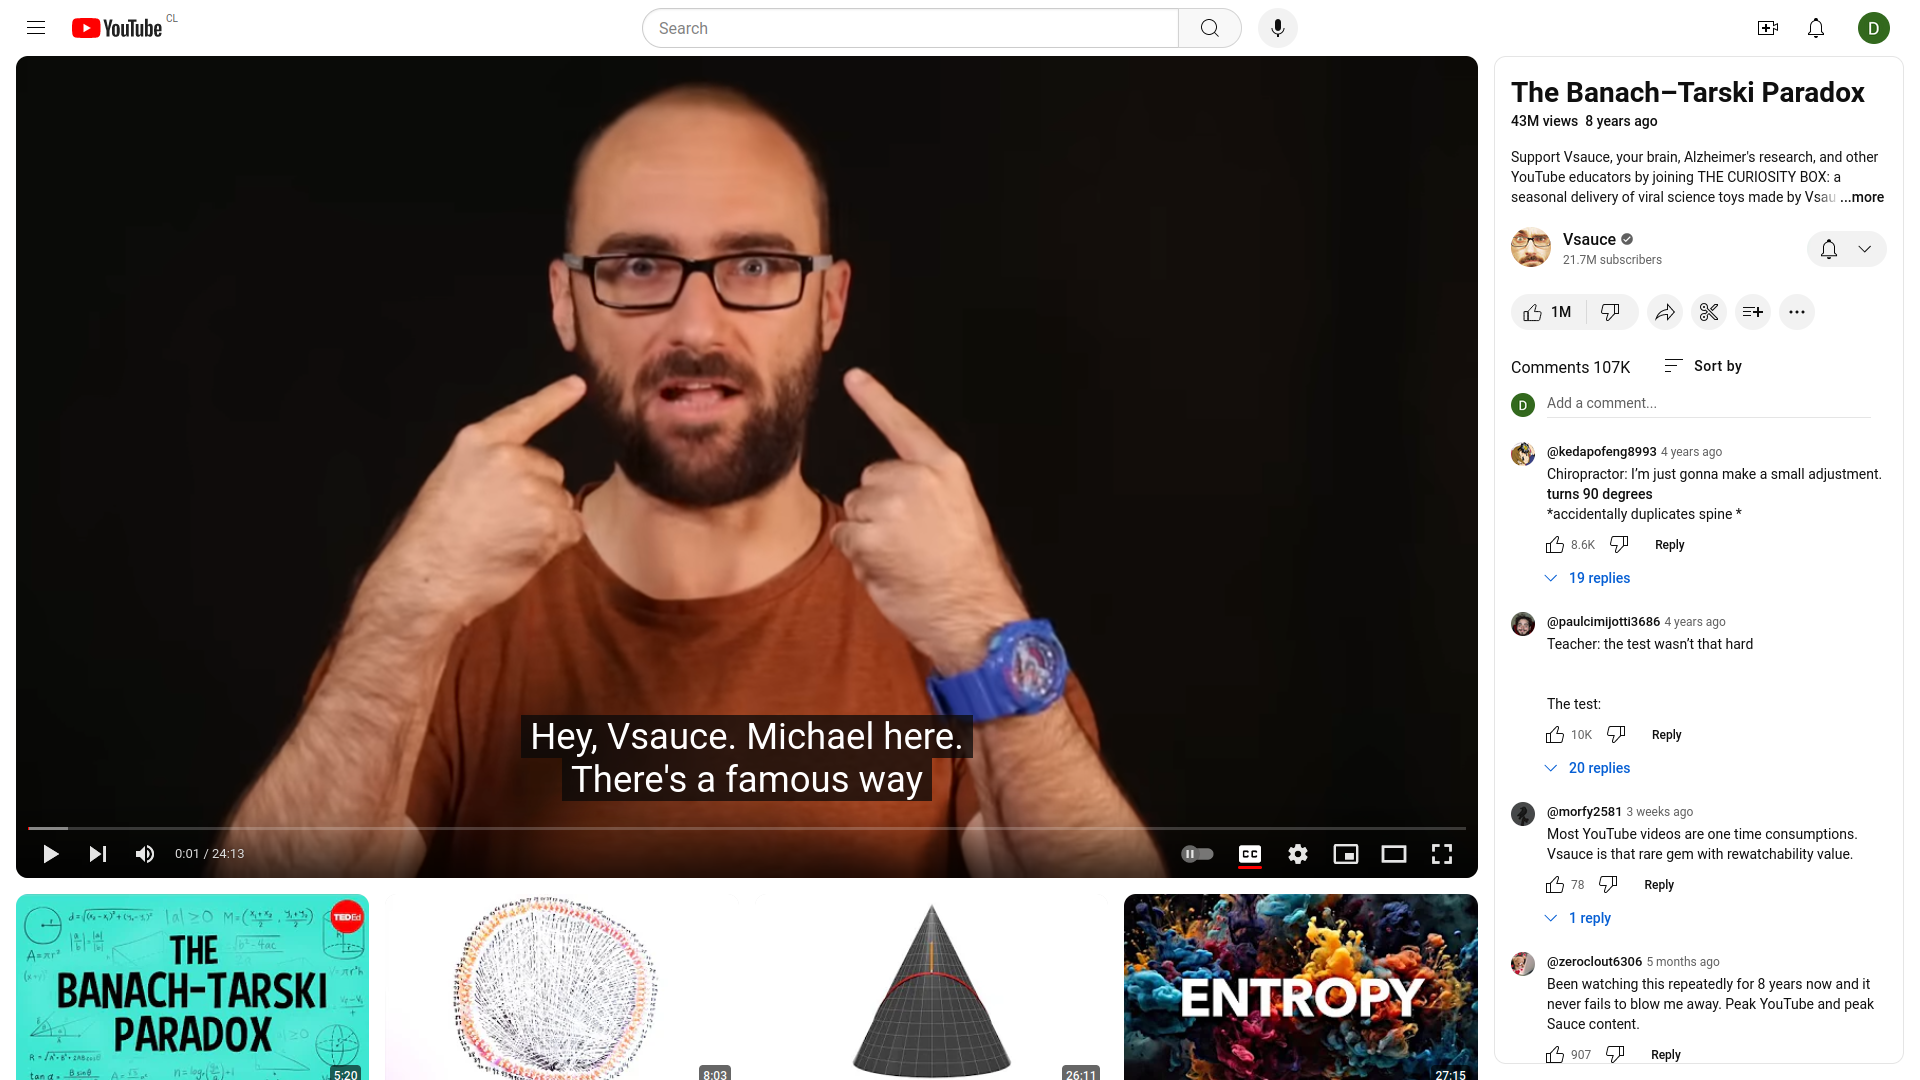 YouTube CL
Search
D
Hey, Vsauce. Michael here.
There's a famous way
0:01 / 24:13
CC
The Banach–Tarski Paradox
43M views 8 years ago
Support Vsauce, your brain, Alzheimer's research, and other
YouTube educators by joining THE CURIOSITY BOX: a
seasonal delivery of viral science toys made by Vsau ...more
Vsauce
21.7M subscribers
1M
Comments 107K
Sort by
D
Add a comment...
@kedapofeng8993 4 years ago
Chiropractor: I’m just gonna make a small adjustment.
turns 90 degrees
*accidentally duplicates spine *
8.6K Reply
19 replies
@paulcimijotti3686 4 years ago
Teacher: the test wasn’t that hard
The test:
10K Reply
20 replies
@morfy2581 3 weeks ago
Most YouTube videos are one time consumptions.
Vsauce is that rare gem with rewatchability value.
78 Reply
1 reply
@zeroclout6306 5 months ago
Been watching this repeatedly for 8 years now and it
never fails to blow me away. Peak YouTube and peak
Sauce content.
907 Reply
TEDEd
THE
BANACH–TARSKI
PARADOX
5:20
8:03
26:11
ENTROPY
27:15